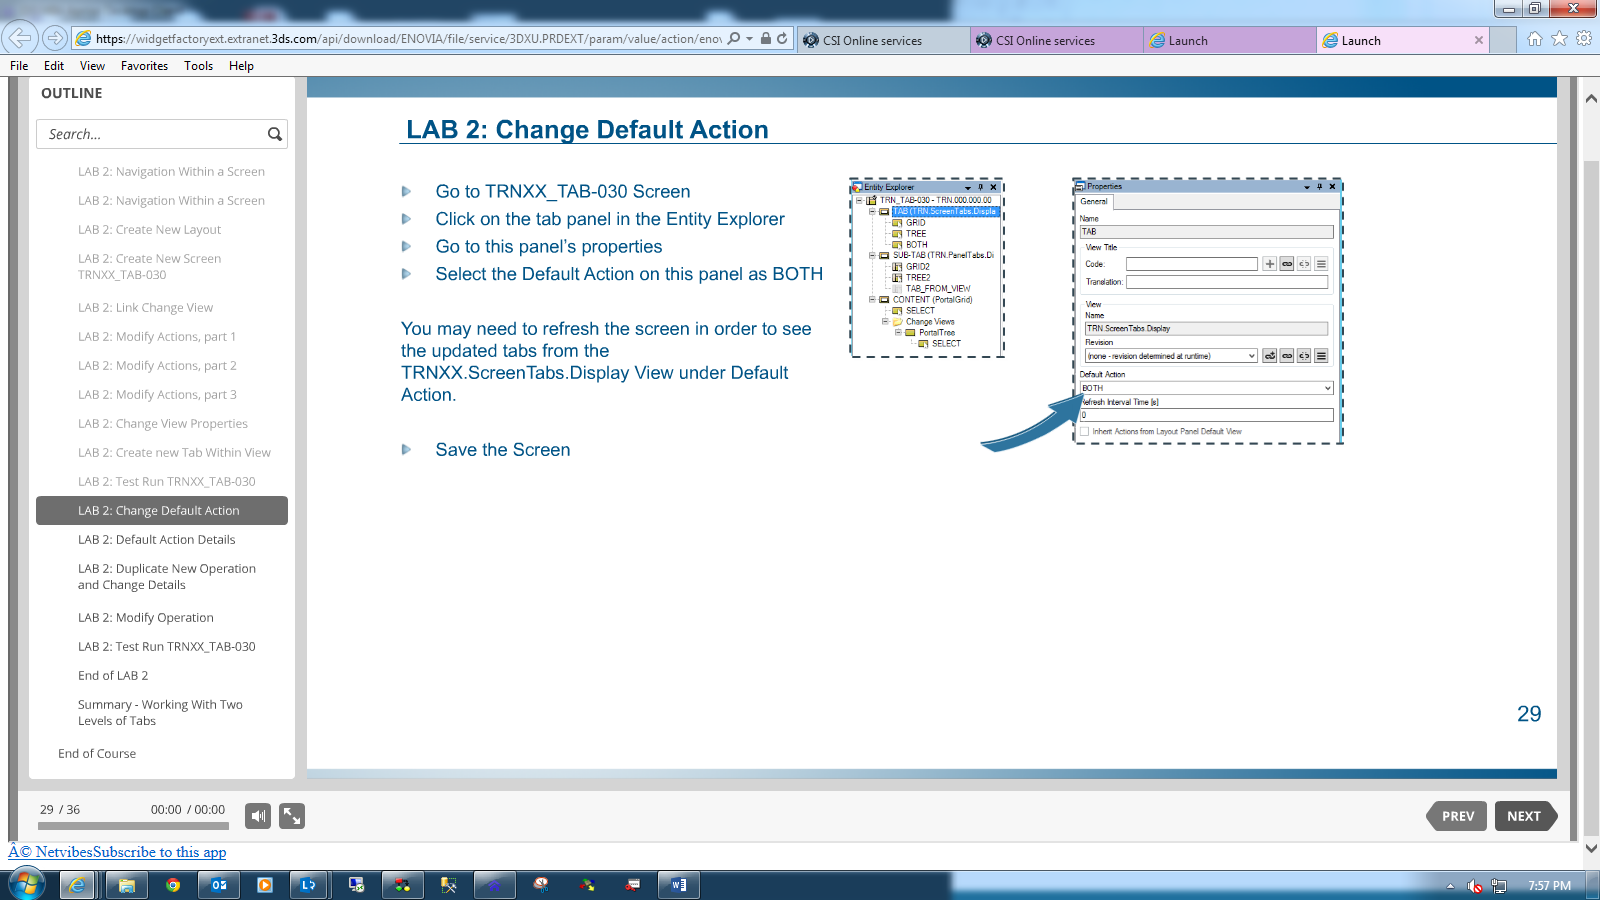 https://widgetfactoryext.extranet.3ds.com/api/download/ENOVIA/file/service/3DXU.PRDEXT/param/value/action/enov
CSI Online services
CSI Online services
Launch
Launch
File Edit View Favorites Tools Help
OUTLINE
Search...
LAB 2: Navigation Within a Screen
LAB 2: Navigation Within a Screen
LAB 2: Create New Layout
LAB 2: Create New Screen
TRNXX_TAB-030
LAB 2: Link Change View
LAB 2: Modify Actions, part 1
LAB 2: Modify Actions, part 2
LAB 2: Modify Actions, part 3
LAB 2: Change View Properties
LAB 2: Create new Tab Within View
LAB 2: Test Run TRNXX_TAB-030
LAB 2: Change Default Action
LAB 2: Default Action Details
LAB 2: Duplicate New Operation
and Change Details
LAB 2: Modify Operation
LAB 2: Test Run TRNXX_TAB-030
End of LAB 2
Summary - Working With Two
Levels of Tabs
End of Course
LAB 2: Change Default Action
Go to TRNXX_TAB-030 Screen
Click on the tab panel in the Entity Explorer
Go to this panel's properties
Select the Default Action on this panel as BOTH
You may need to refresh the screen in order to see
the updated tabs from the
TRNXX.ScreenTabs.Display View under Default
Action.
Save the Screen
Entity Explorer
TRN_TAB-030 - TRN.000.000.00
TAB (TRN.ScreenTabs.Displa
GRID
TREE
BOTH
SUB-TAB (TRN.PanelTabs.Di
GRID2
TREE2
TAB_FROM_VIEW
CONTENT (PortalGrid)
SELECT
Change Views
PortalTree
SELECT
Properties
General
Name
TAB
View Title
Code:
Translation:
View
Name
TRN.ScreenTabs.Display
Revision
(none - revision determined at runtime)
Default Action
BOTH
Refresh Interval Time [s]
0
Inherit Actions from Layout Panel Default View
29
29 / 36
00:00 / 00:00
PREV
NEXT
Â© NetvibesSubscribe to this app
7:57 PM